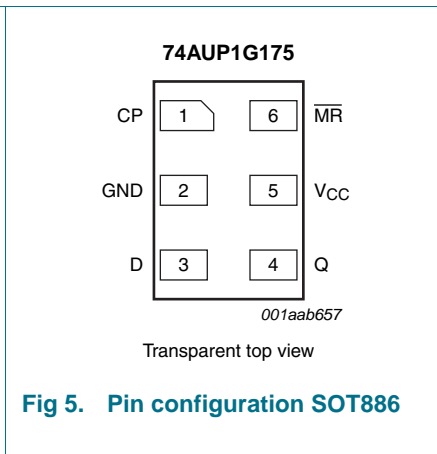 74AUP1G175
CP 1 6 M̅R̅
GND 2 5 VCC
D 3 4 Q
001aab657
Transparent top view
Fig 5. Pin configuration SOT886